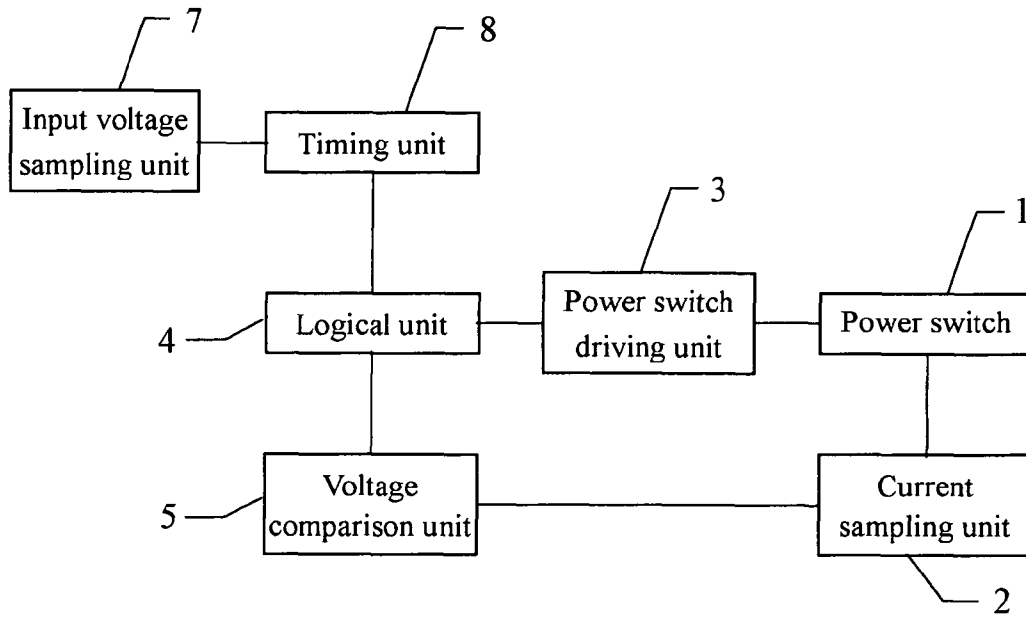 7
8
Input voltage
sampling unit
Timing unit
3
1
Power switch
driving unit
4
Logical unit
Power switch
5
Voltage
comparison unit
Current
sampling unit
2